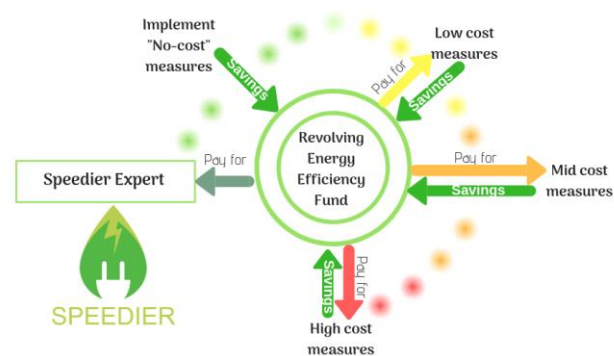 Implement
"No-cost"
measures
Savings
Low cost
measures
Pay for
Savings
Revolving
Energy
Efficiency
Fund
Pay for
Speedier Expert
Pay for
Mid cost
measures
Savings
SPEEDIER
Savings
Pay for
High cost
measures